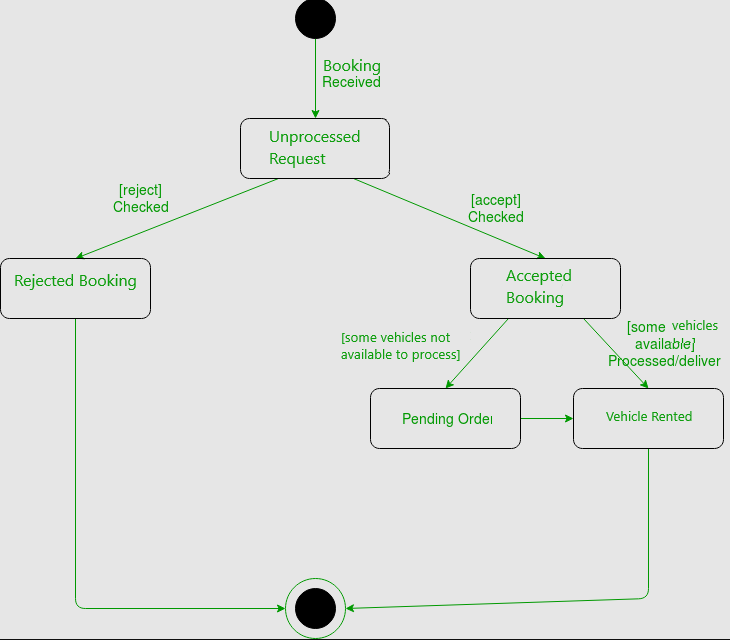 Booking
Received
Unprocessed
Request
[reject]
Checked
[accept]
Checked
Rejected Booking
Accepted
Booking
[some vehicles not
available to process]
[some vehicles
available]
Processed/deliver
Pending Order
Vehicle Rented